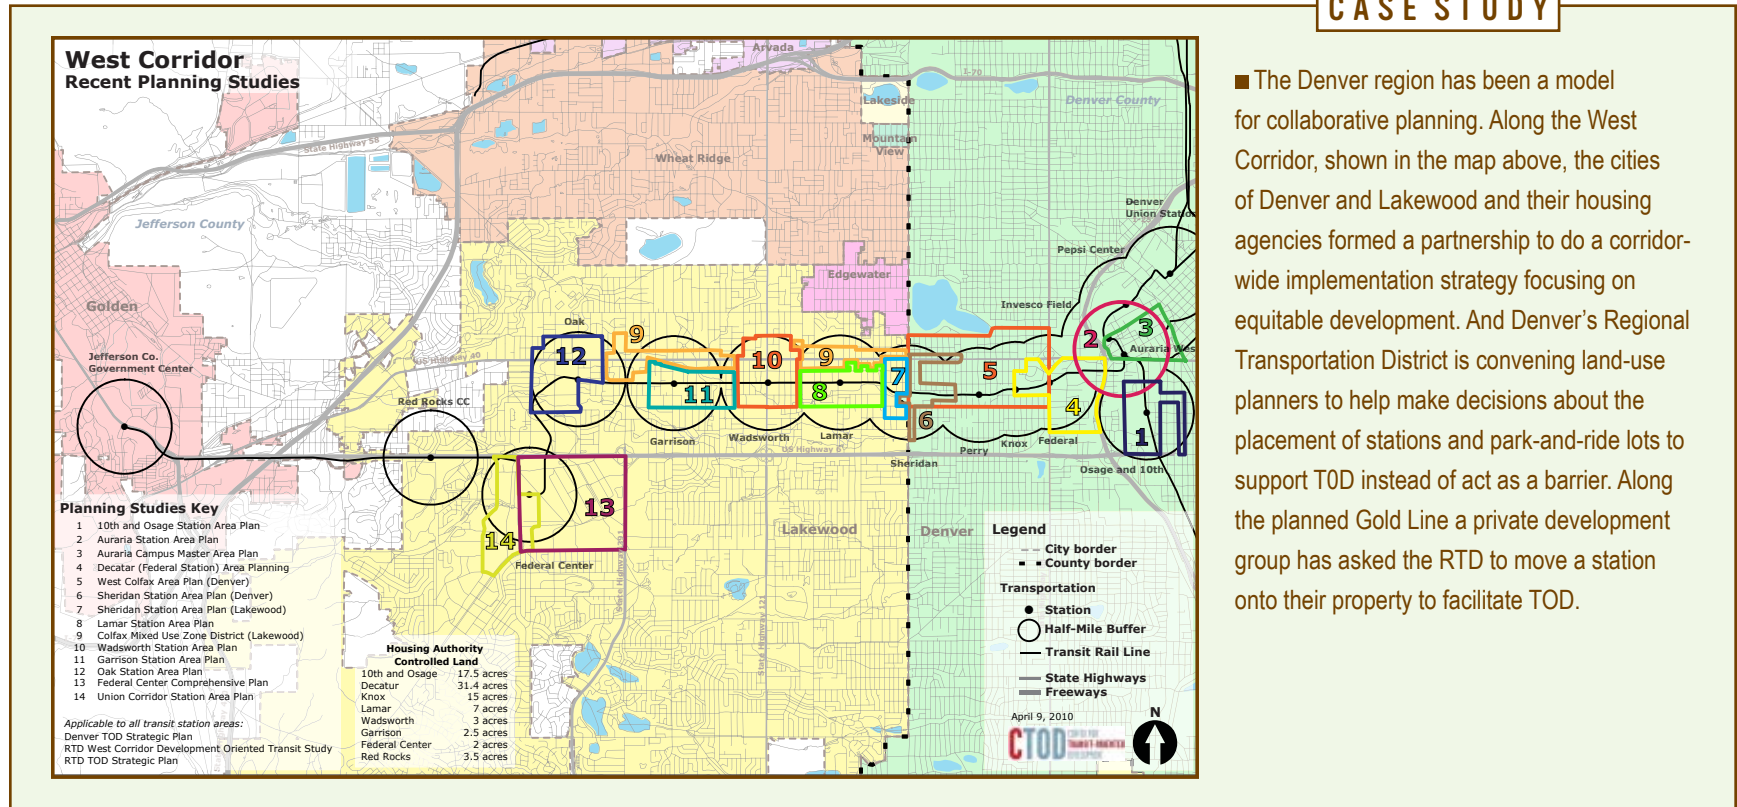 CASE STUDY
West Corridor
Recent Planning Studies
Arvada
I-70
Lakeside
Denver County
Mountain
View
State Highway 58
Wheat Ridge
Jefferson County
Denver
Union Station
Pepsi Center
Edgewater
Golden
Invesco Field
Oak
9
2
3
Auraria West
Jefferson Co.
Government Center
US Highway 40
12
10
9
5
7
Red Rocks CC
11
8
4
6
1
Garrison
Wadsworth
Lamar
Knox
Federal
US Highway 6
Perry
Sheridan
Osage and 10th
13
14
Federal Center
Lakewood
Denver
State Highway 391
State Highway 121
Planning Studies Key
1 10th and Osage Station Area Plan
2 Auraria Station Area Plan
3 Auraria Campus Master Area Plan
4 Decatar (Federal Station) Area Planning
5 West Colfax Area Plan (Denver)
6 Sheridan Station Area Plan (Denver)
7 Sheridan Station Area Plan (Lakewood)
8 Lamar Station Area Plan
9 Colfax Mixed Use Zone District (Lakewood)
10 Wadsworth Station Area Plan
11 Garrison Station Area Plan
12 Oak Station Area Plan
13 Federal Center Comprehensive Plan
14 Union Corridor Station Area Plan
Applicable to all transit station areas:
Denver TOD Strategic Plan
RTD West Corridor Development Oriented Transit Study
RTD TOD Strategic Plan
Housing Authority
Controlled Land
10th and Osage 17.5 acres
Decatur 31.4 acres
Knox 15 acres
Lamar 7 acres
Wadsworth 3 acres
Garrison 2.5 acres
Federal Center 2 acres
Red Rocks 3.5 acres
Legend
City border
County border
Transportation
Station
Half-Mile Buffer
Transit Rail Line
State Highways
Freeways
April 9, 2010
N
CTOD
■ The Denver region has been a model
for collaborative planning. Along the West
Corridor, shown in the map above, the cities
of Denver and Lakewood and their housing
agencies formed a partnership to do a corridor-
wide implementation strategy focusing on
equitable development. And Denver’s Regional
Transportation District is convening land-use
planners to help make decisions about the
placement of stations and park-and-ride lots to
support T0D instead of act as a barrier. Along
the planned Gold Line a private development
group has asked the RTD to move a station
onto their property to facilitate TOD.